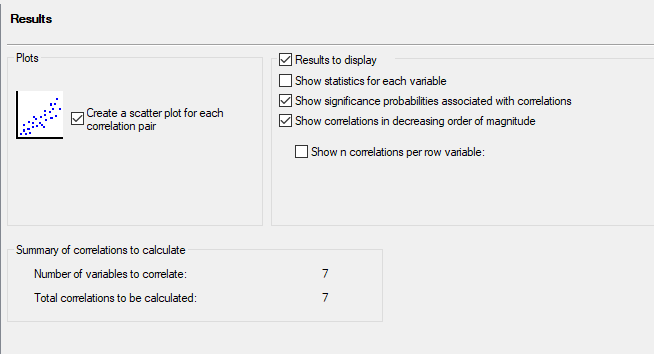 Results
Plots
Create a scatter plot for each
correlation pair
Results to display
Show statistics for each variable
Show significance probabilities associated with correlations
Show correlations in decreasing order of magnitude
Show n correlations per row variable:
Summary of correlations to calculate
Number of variables to correlate: 7
Total correlations to be calculated: 7